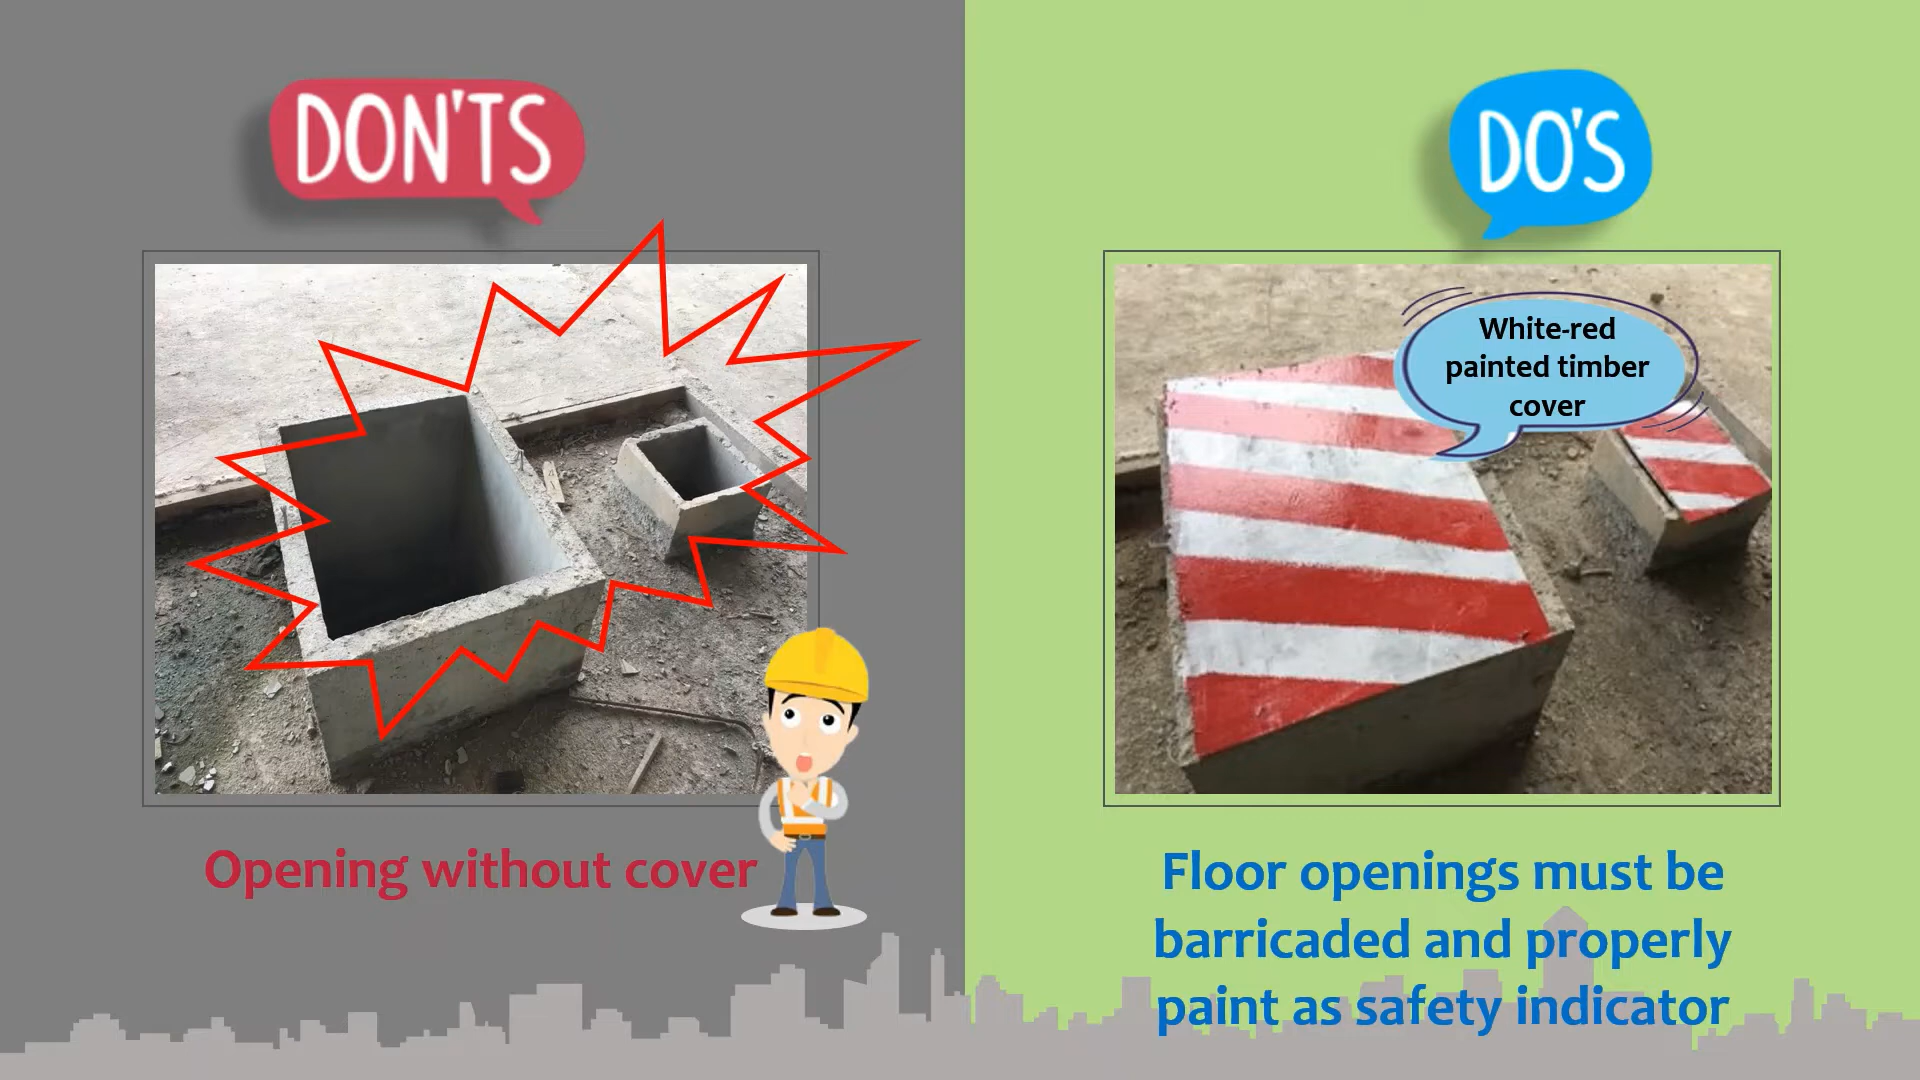 DON'TS
Opening without cover
DO'S
White-red
painted timber
cover
Floor openings must be
barricaded and properly
paint as safety indicator